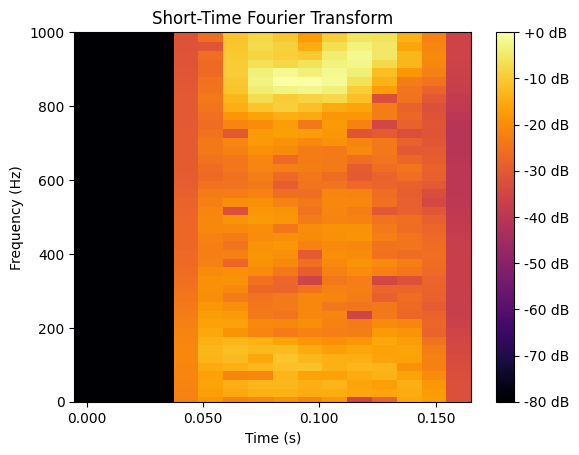 Short-Time Fourier Transform
1000
800
600
400
200
0
Frequency (Hz)
0.000
0.050
0.100
0.150
Time (s)
+0 dB
-10 dB
-20 dB
-30 dB
-40 dB
-50 dB
-60 dB
-70 dB
-80 dB